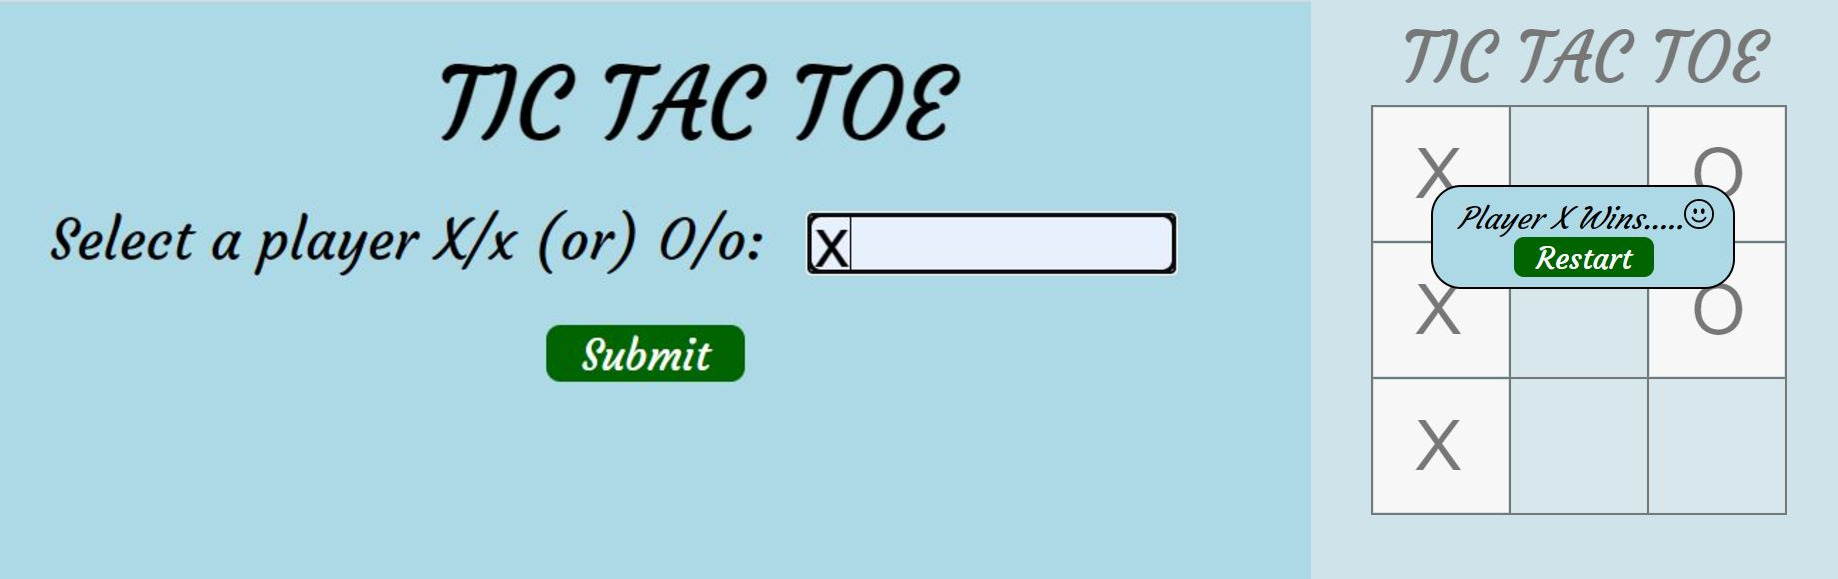 TIC TAC TOE
Select a player X/x (or) O/o: X
Submit
TIC TAC TOE
X O
Player X Wins.....
Restart
X O
X